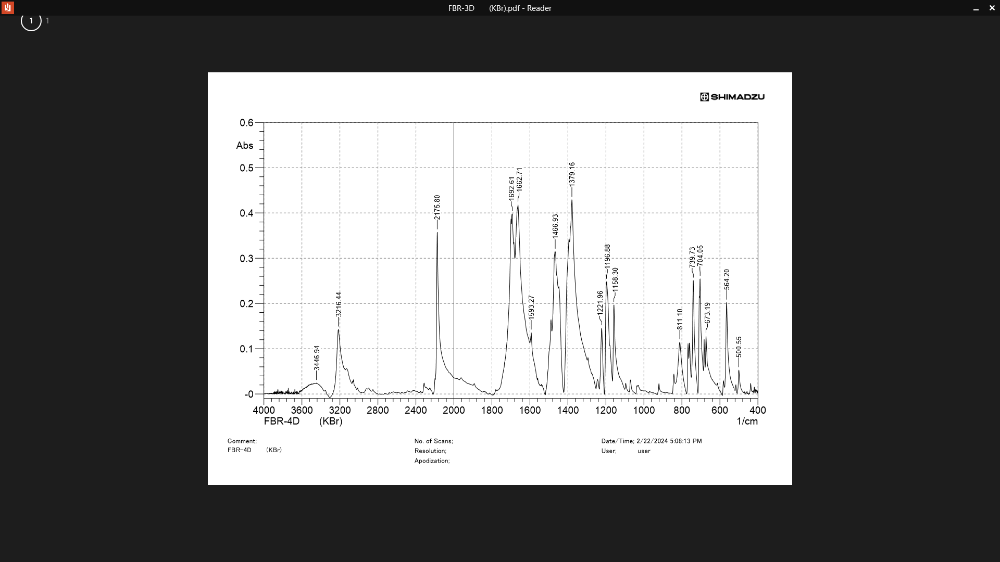 FBR-3D (KBr).pdf - Reader
1 1
SHIMADZU
0.6
Abs
0.5
0.4
0.3
0.2
0.1
-0
3446.94
3216.44
2175.80
1692.61
1662.71
1593.27
1466.93
1379.16
1221.96
1196.88
1158.30
811.10
739.73
704.05
673.19
564.20
500.55
4000 3600 3200 2800 2400 2000 1800 1600 1400 1200 1000 800 600 400
FBR-4D (KBr) 1/cm
Comment;
FBR-4D (KBr)
No. of Scans;
Resolution;
Apodization;
Date/Time; 2/22/2024 5:08:13 PM
User; user